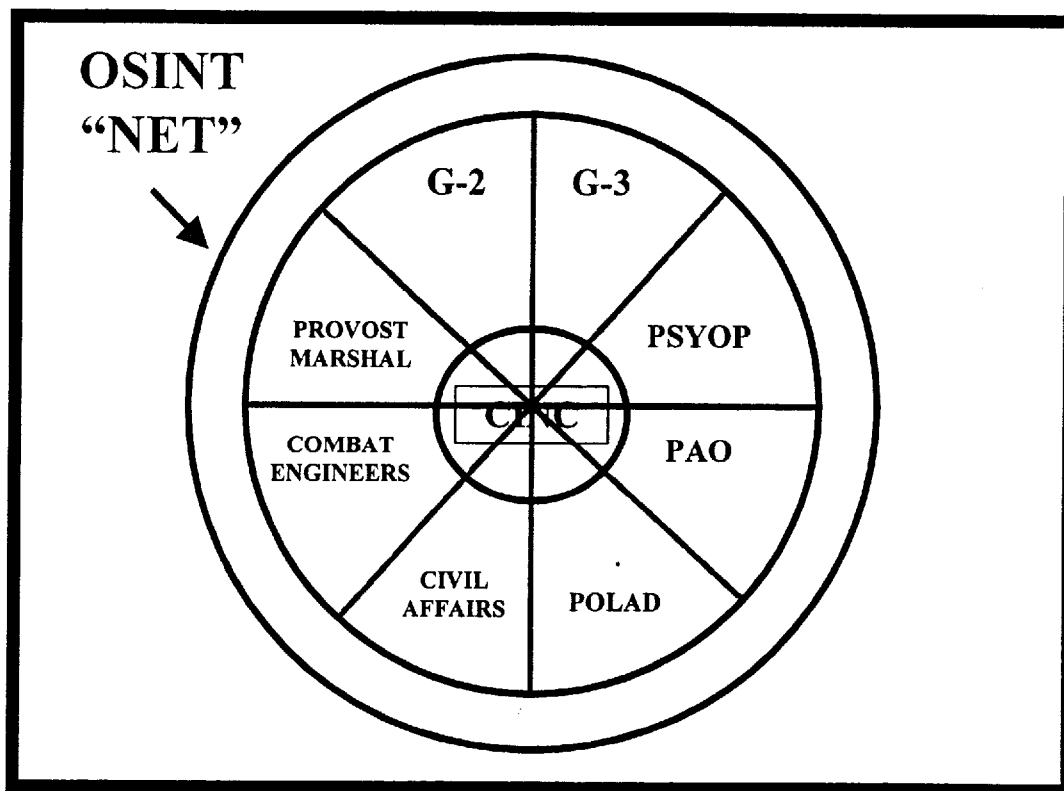 OSINT
“NET”
G-2
G-3
PROVOST
MARSHAL
PSYOP
CINC
COMBAT
ENGINEERS
PAO
CIVIL
AFFAIRS
POLAD